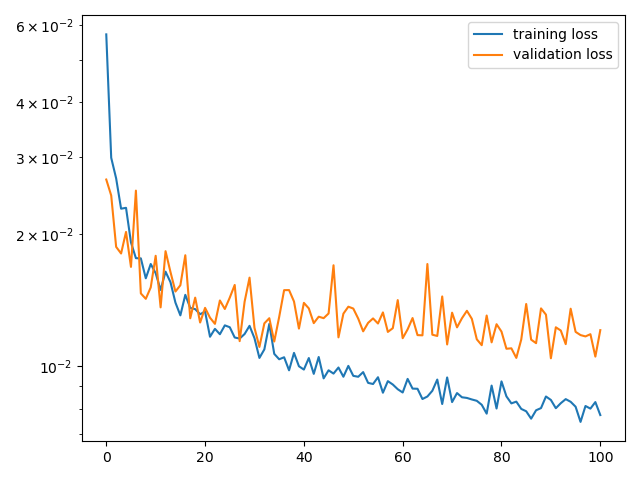 training loss
validation loss
6 × 10⁻²
4 × 10⁻²
3 × 10⁻²
2 × 10⁻²
10⁻²
0 20 40 60 80 100